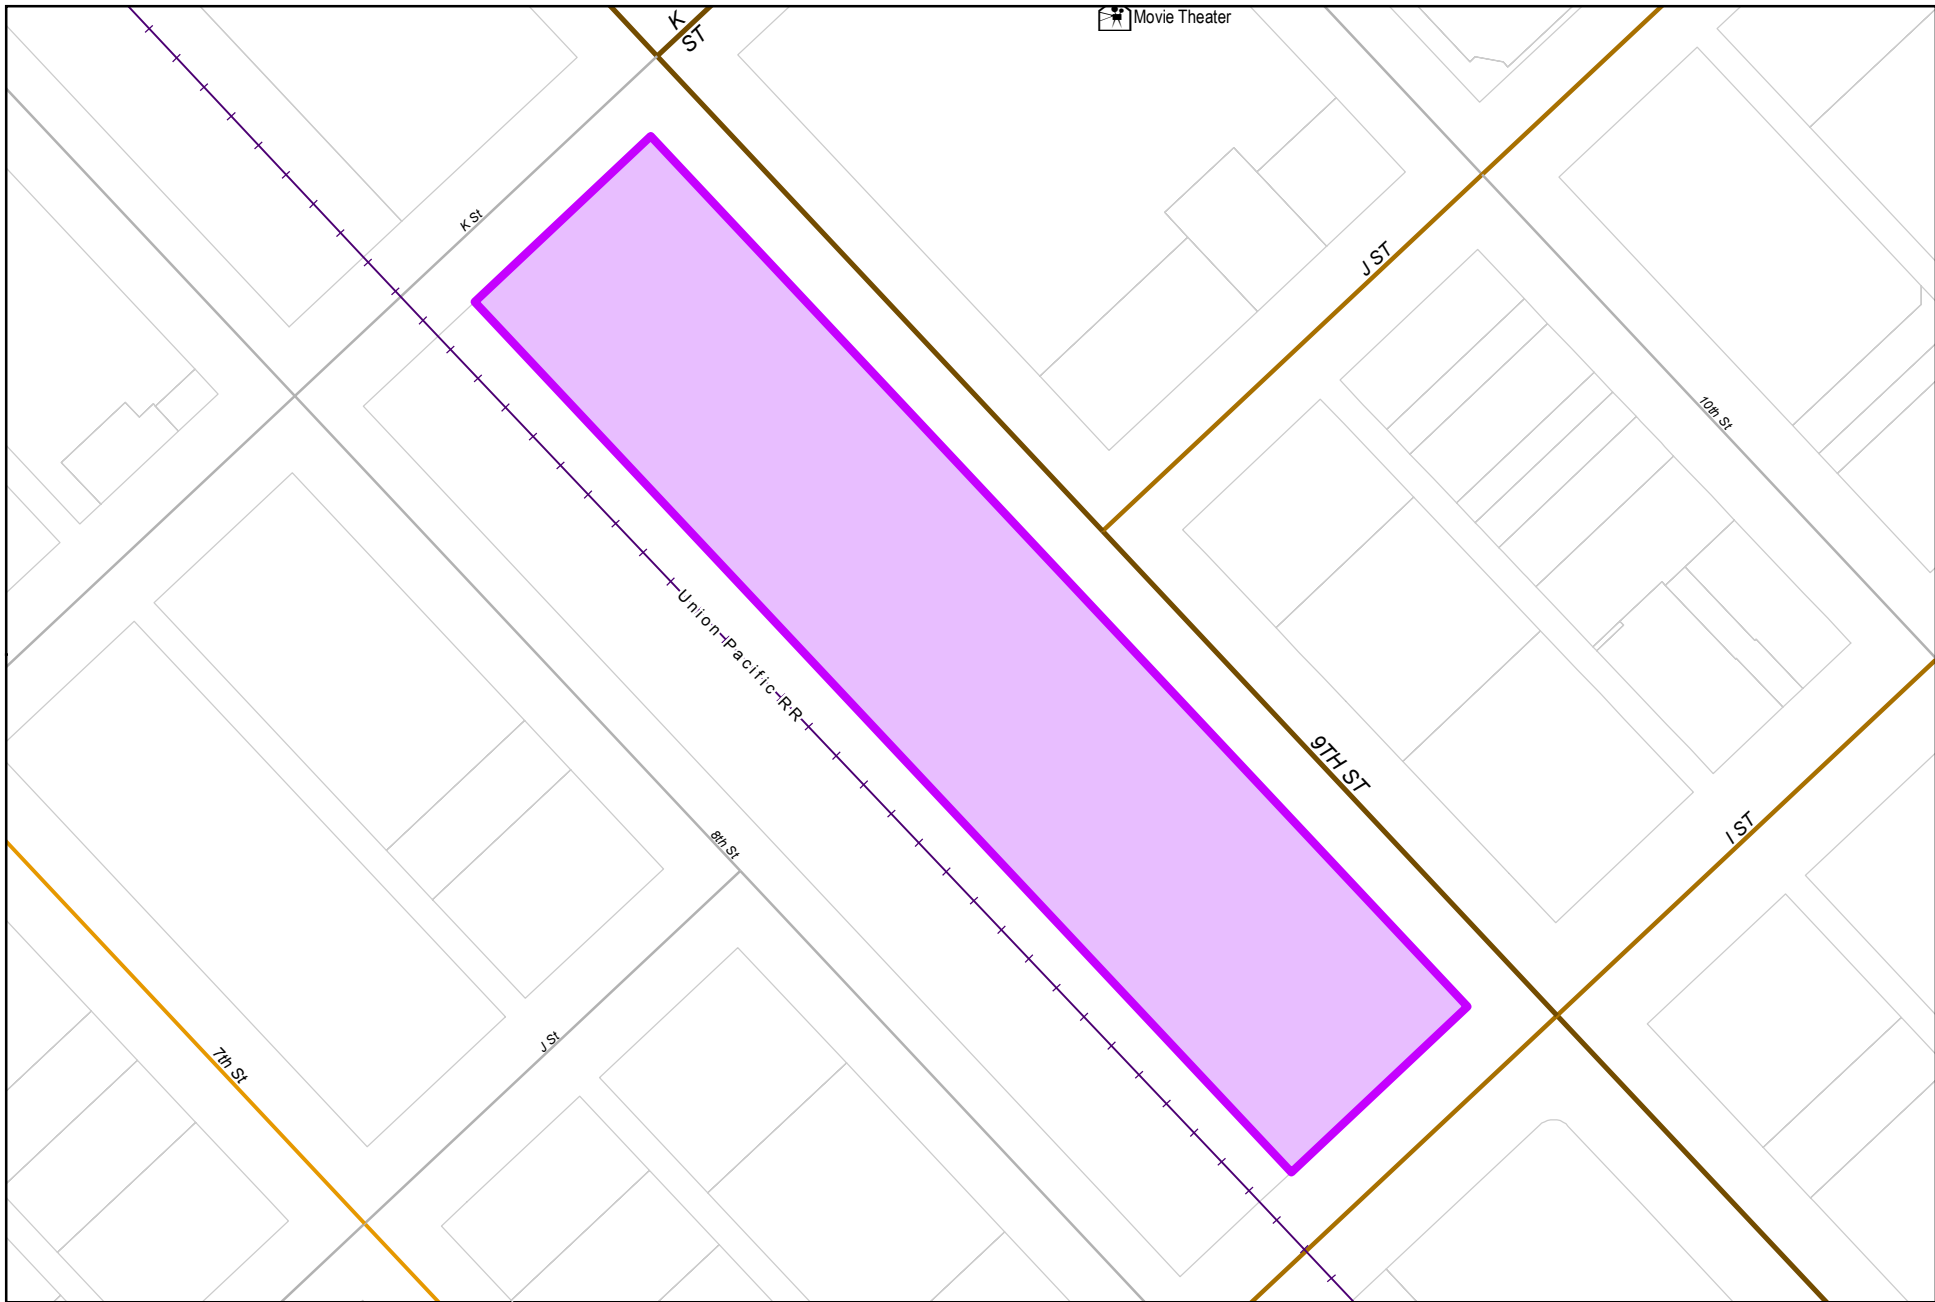 K
ST
Movie Theater
K St
J ST
10th St
Union Pacific RR
9TH ST
I ST
8th St
J St
7th St